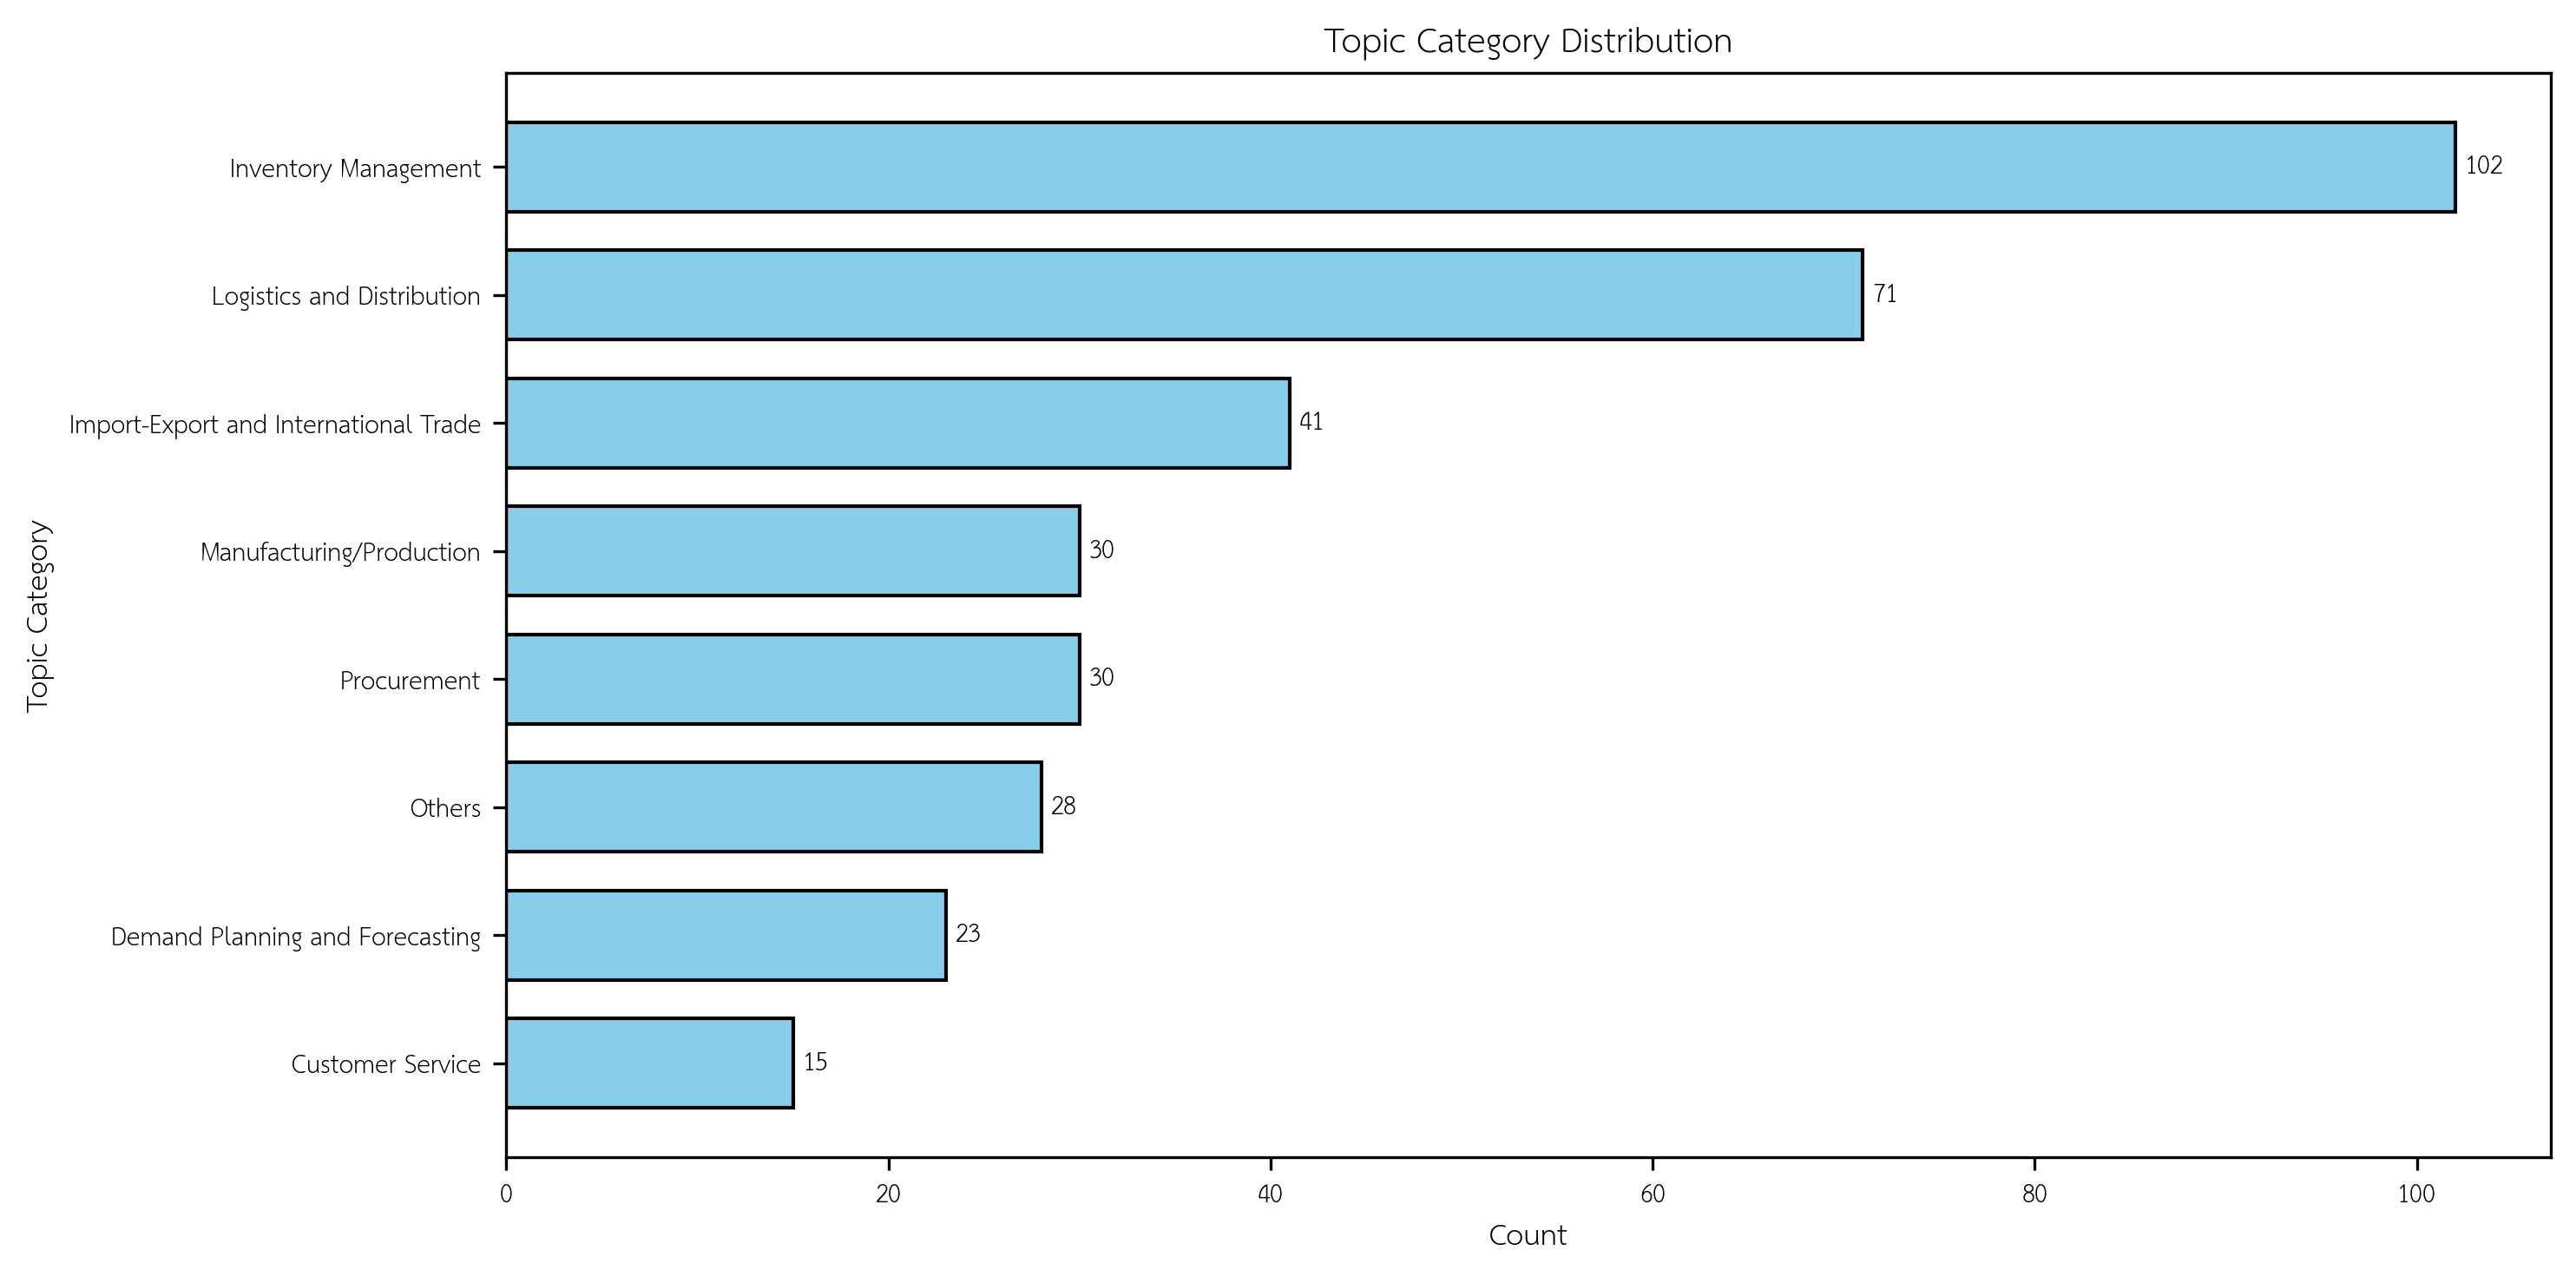 Topic Category Distribution
Topic Category
Inventory Management
102
Logistics and Distribution
71
Import-Export and International Trade
41
Manufacturing/Production
30
Procurement
30
Others
28
Demand Planning and Forecasting
23
Customer Service
15
0 20 40 60 80 100
Count